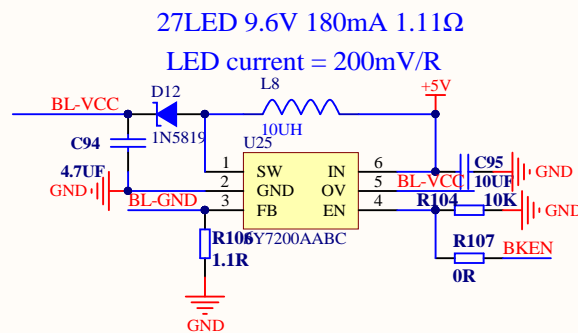 27LED 9.6V 180mA 1.11Ω
LED current = 200mV/R
D12
L8
+5V
BL-VCC
1N5819
10UH
C94
4.7UF
U25
1 SW IN 6
2 GND OV 5
3 FB EN 4
C95
10UF
GND
BL-VCC
GND
BL-GND
R104
10K
GND
R106
SY7200AABC
1.1R
R107
0R
BKEN
GND